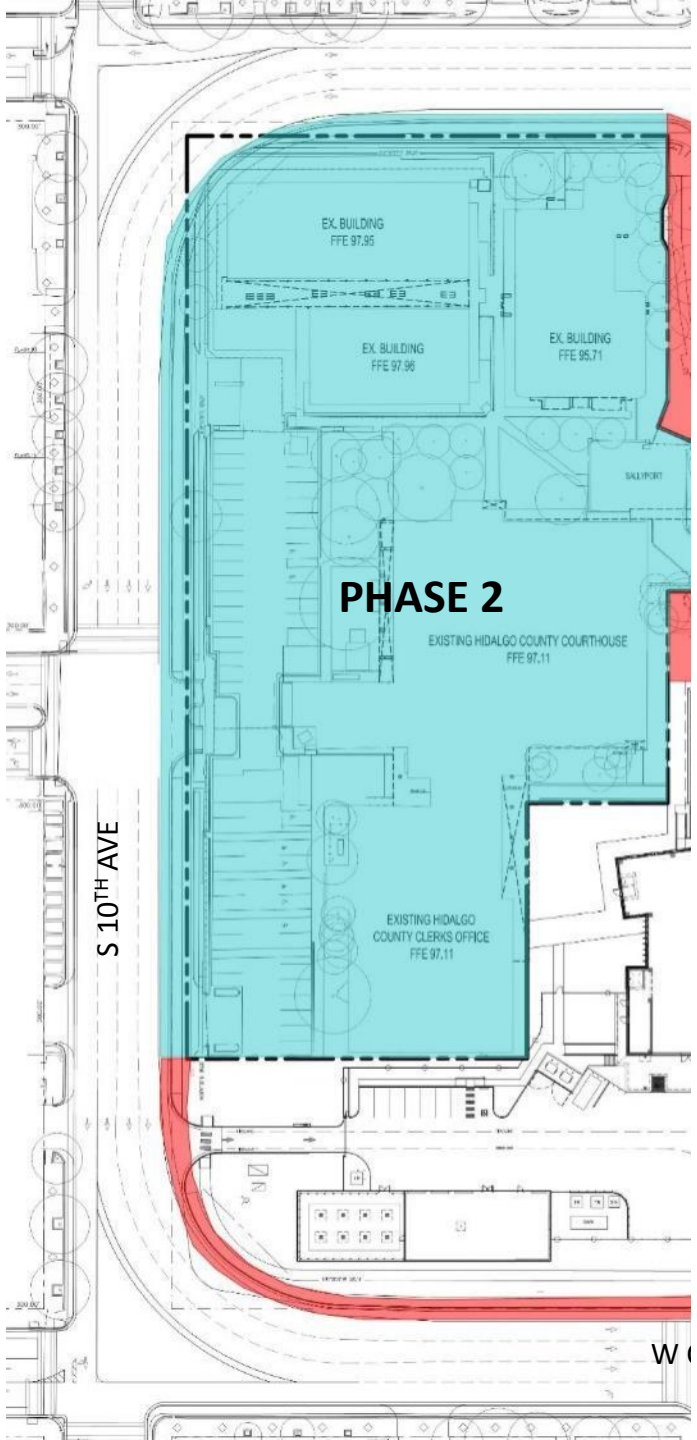 EX. BUILDING
FFE 97.95
EX. BUILDING
FFE 97.96
EX. BUILDING
FFE 95.71
SALLYPORT
PHASE 2
EXISTING HIDALGO COUNTY COURTHOUSE
FFE 97.11
S 10TH AVE
EXISTING HIDALGO
COUNTY CLERKS OFFICE
FFE 97.11
W